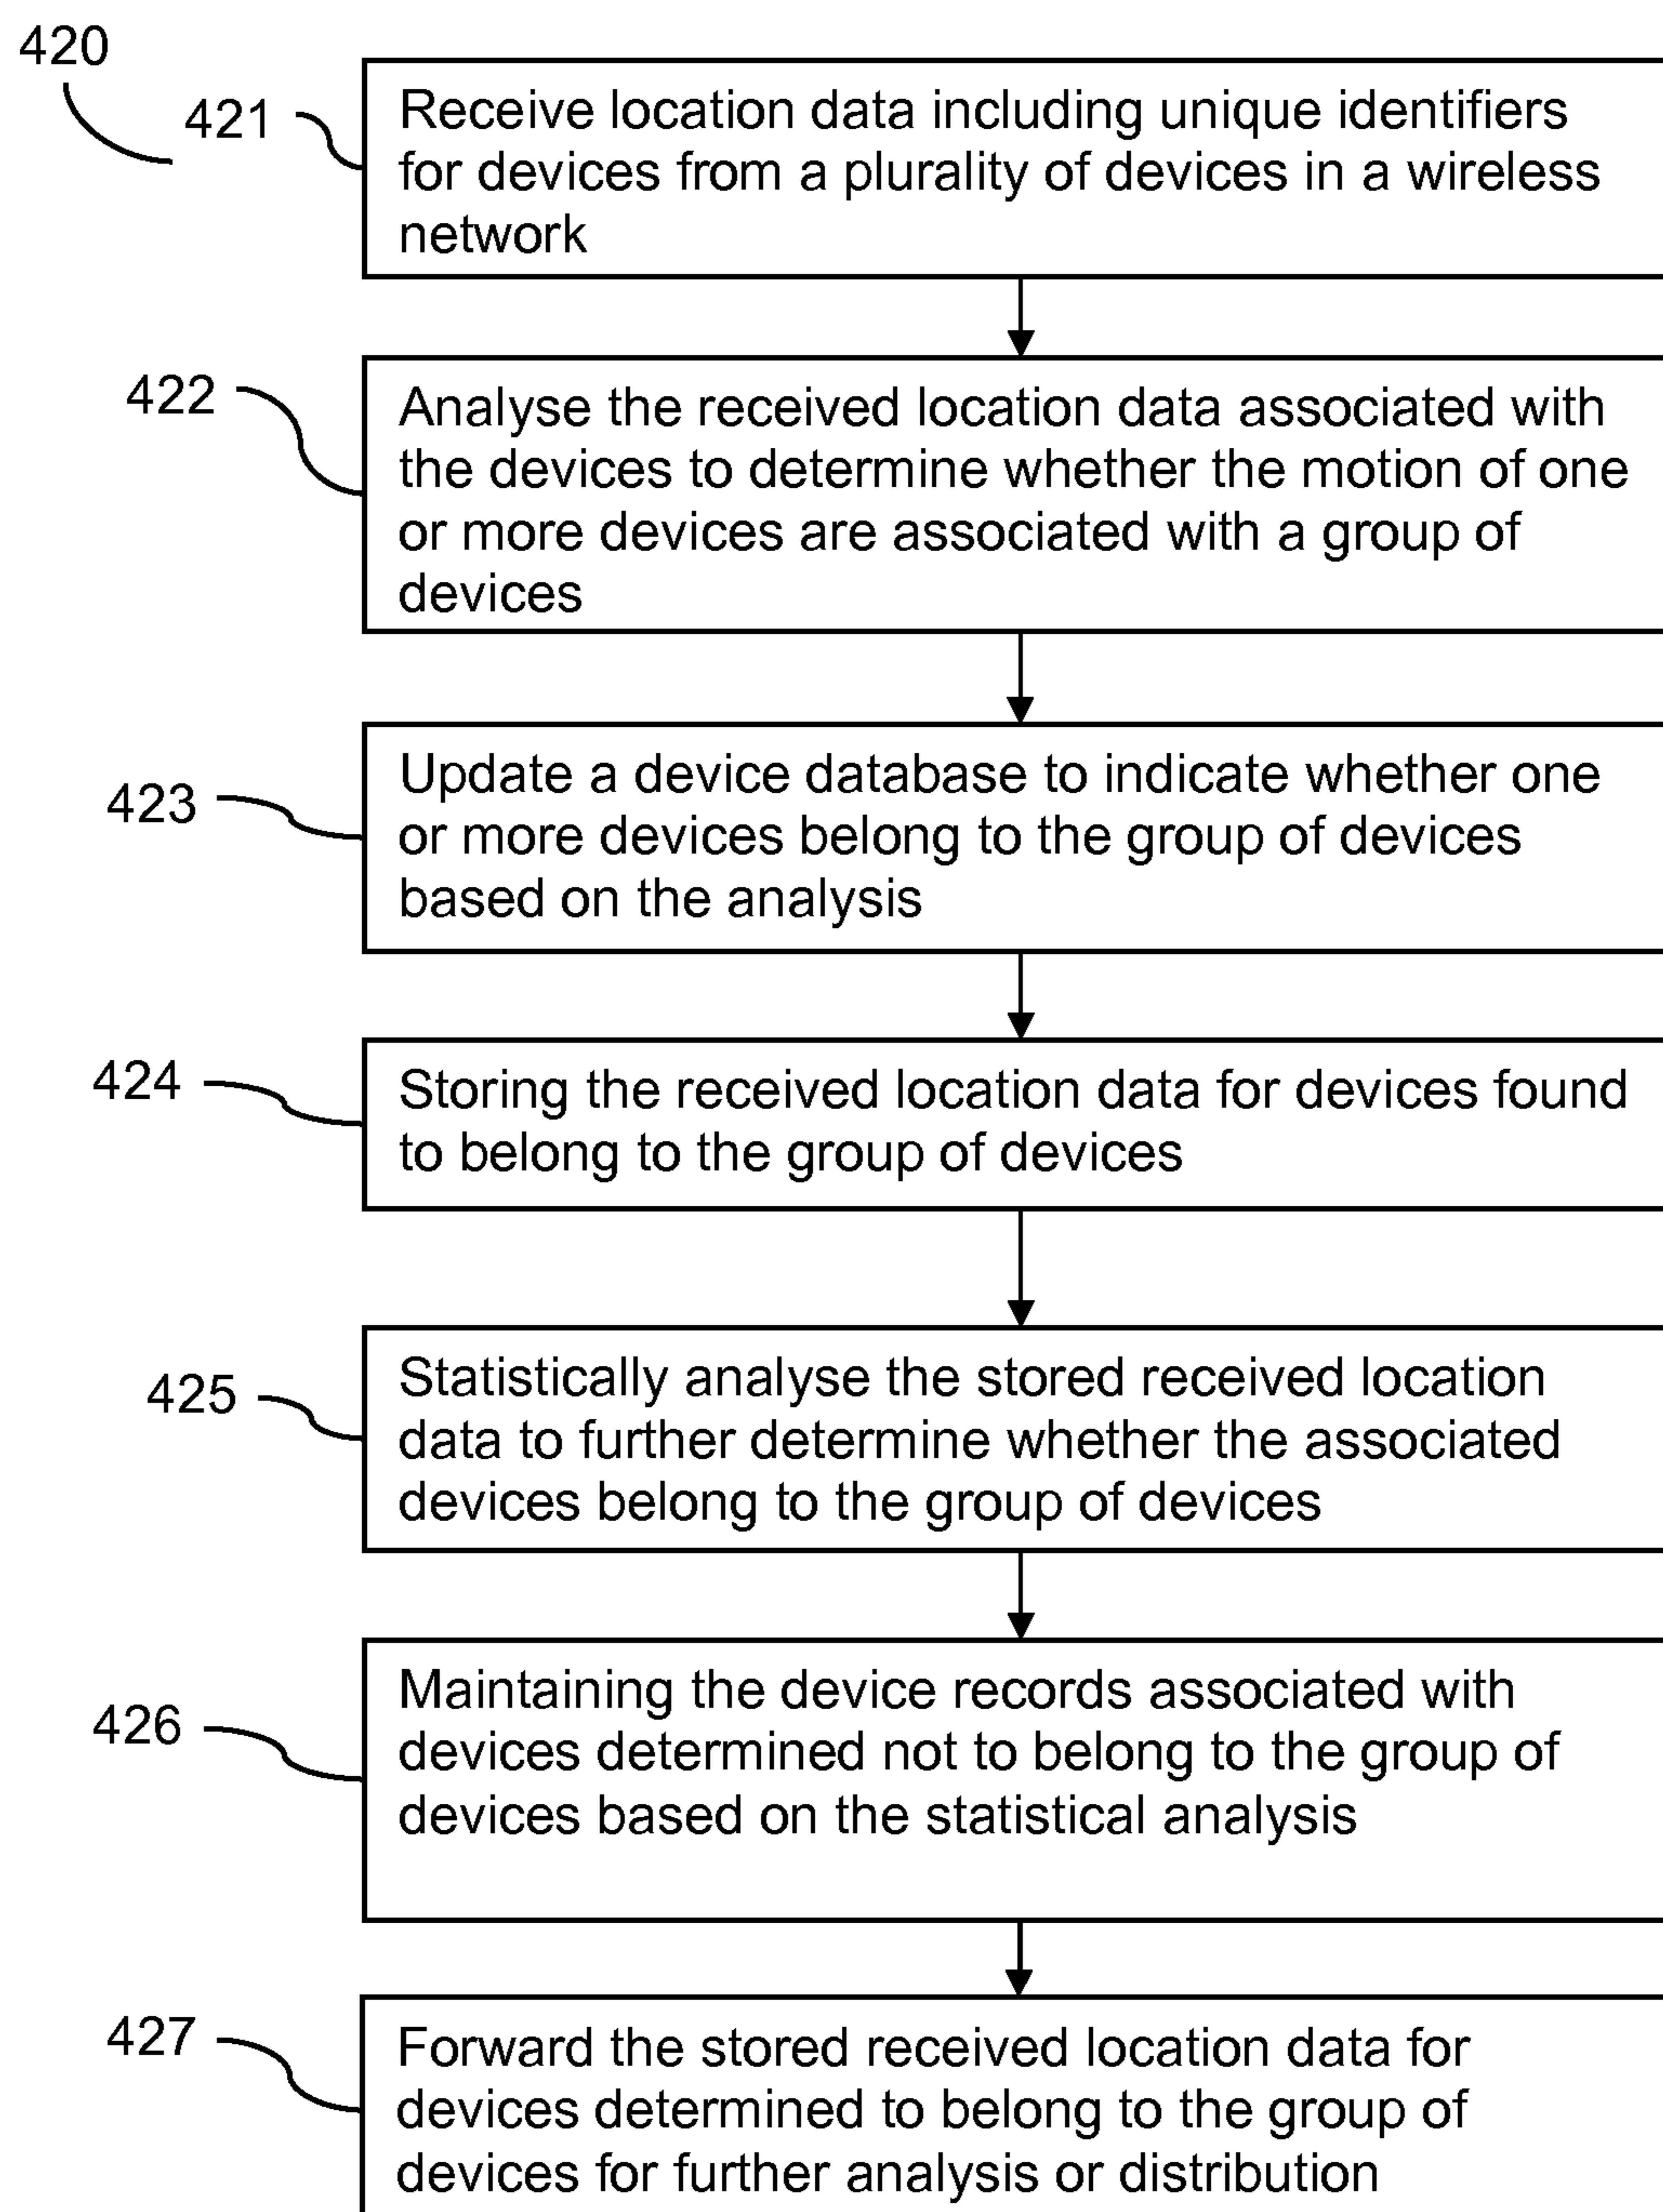 420
421
Receive location data including unique identifiers
for devices from a plurality of devices in a wireless
network
422
Analyse the received location data associated with
the devices to determine whether the motion of one
or more devices are associated with a group of
devices
423
Update a device database to indicate whether one
or more devices belong to the group of devices
based on the analysis
424
Storing the received location data for devices found
to belong to the group of devices
425
Statistically analyse the stored received location
data to further determine whether the associated
devices belong to the group of devices
426
Maintaining the device records associated with
devices determined not to belong to the group of
devices based on the statistical analysis
427
Forward the stored received location data for
devices determined to belong to the group of
devices for further analysis or distribution